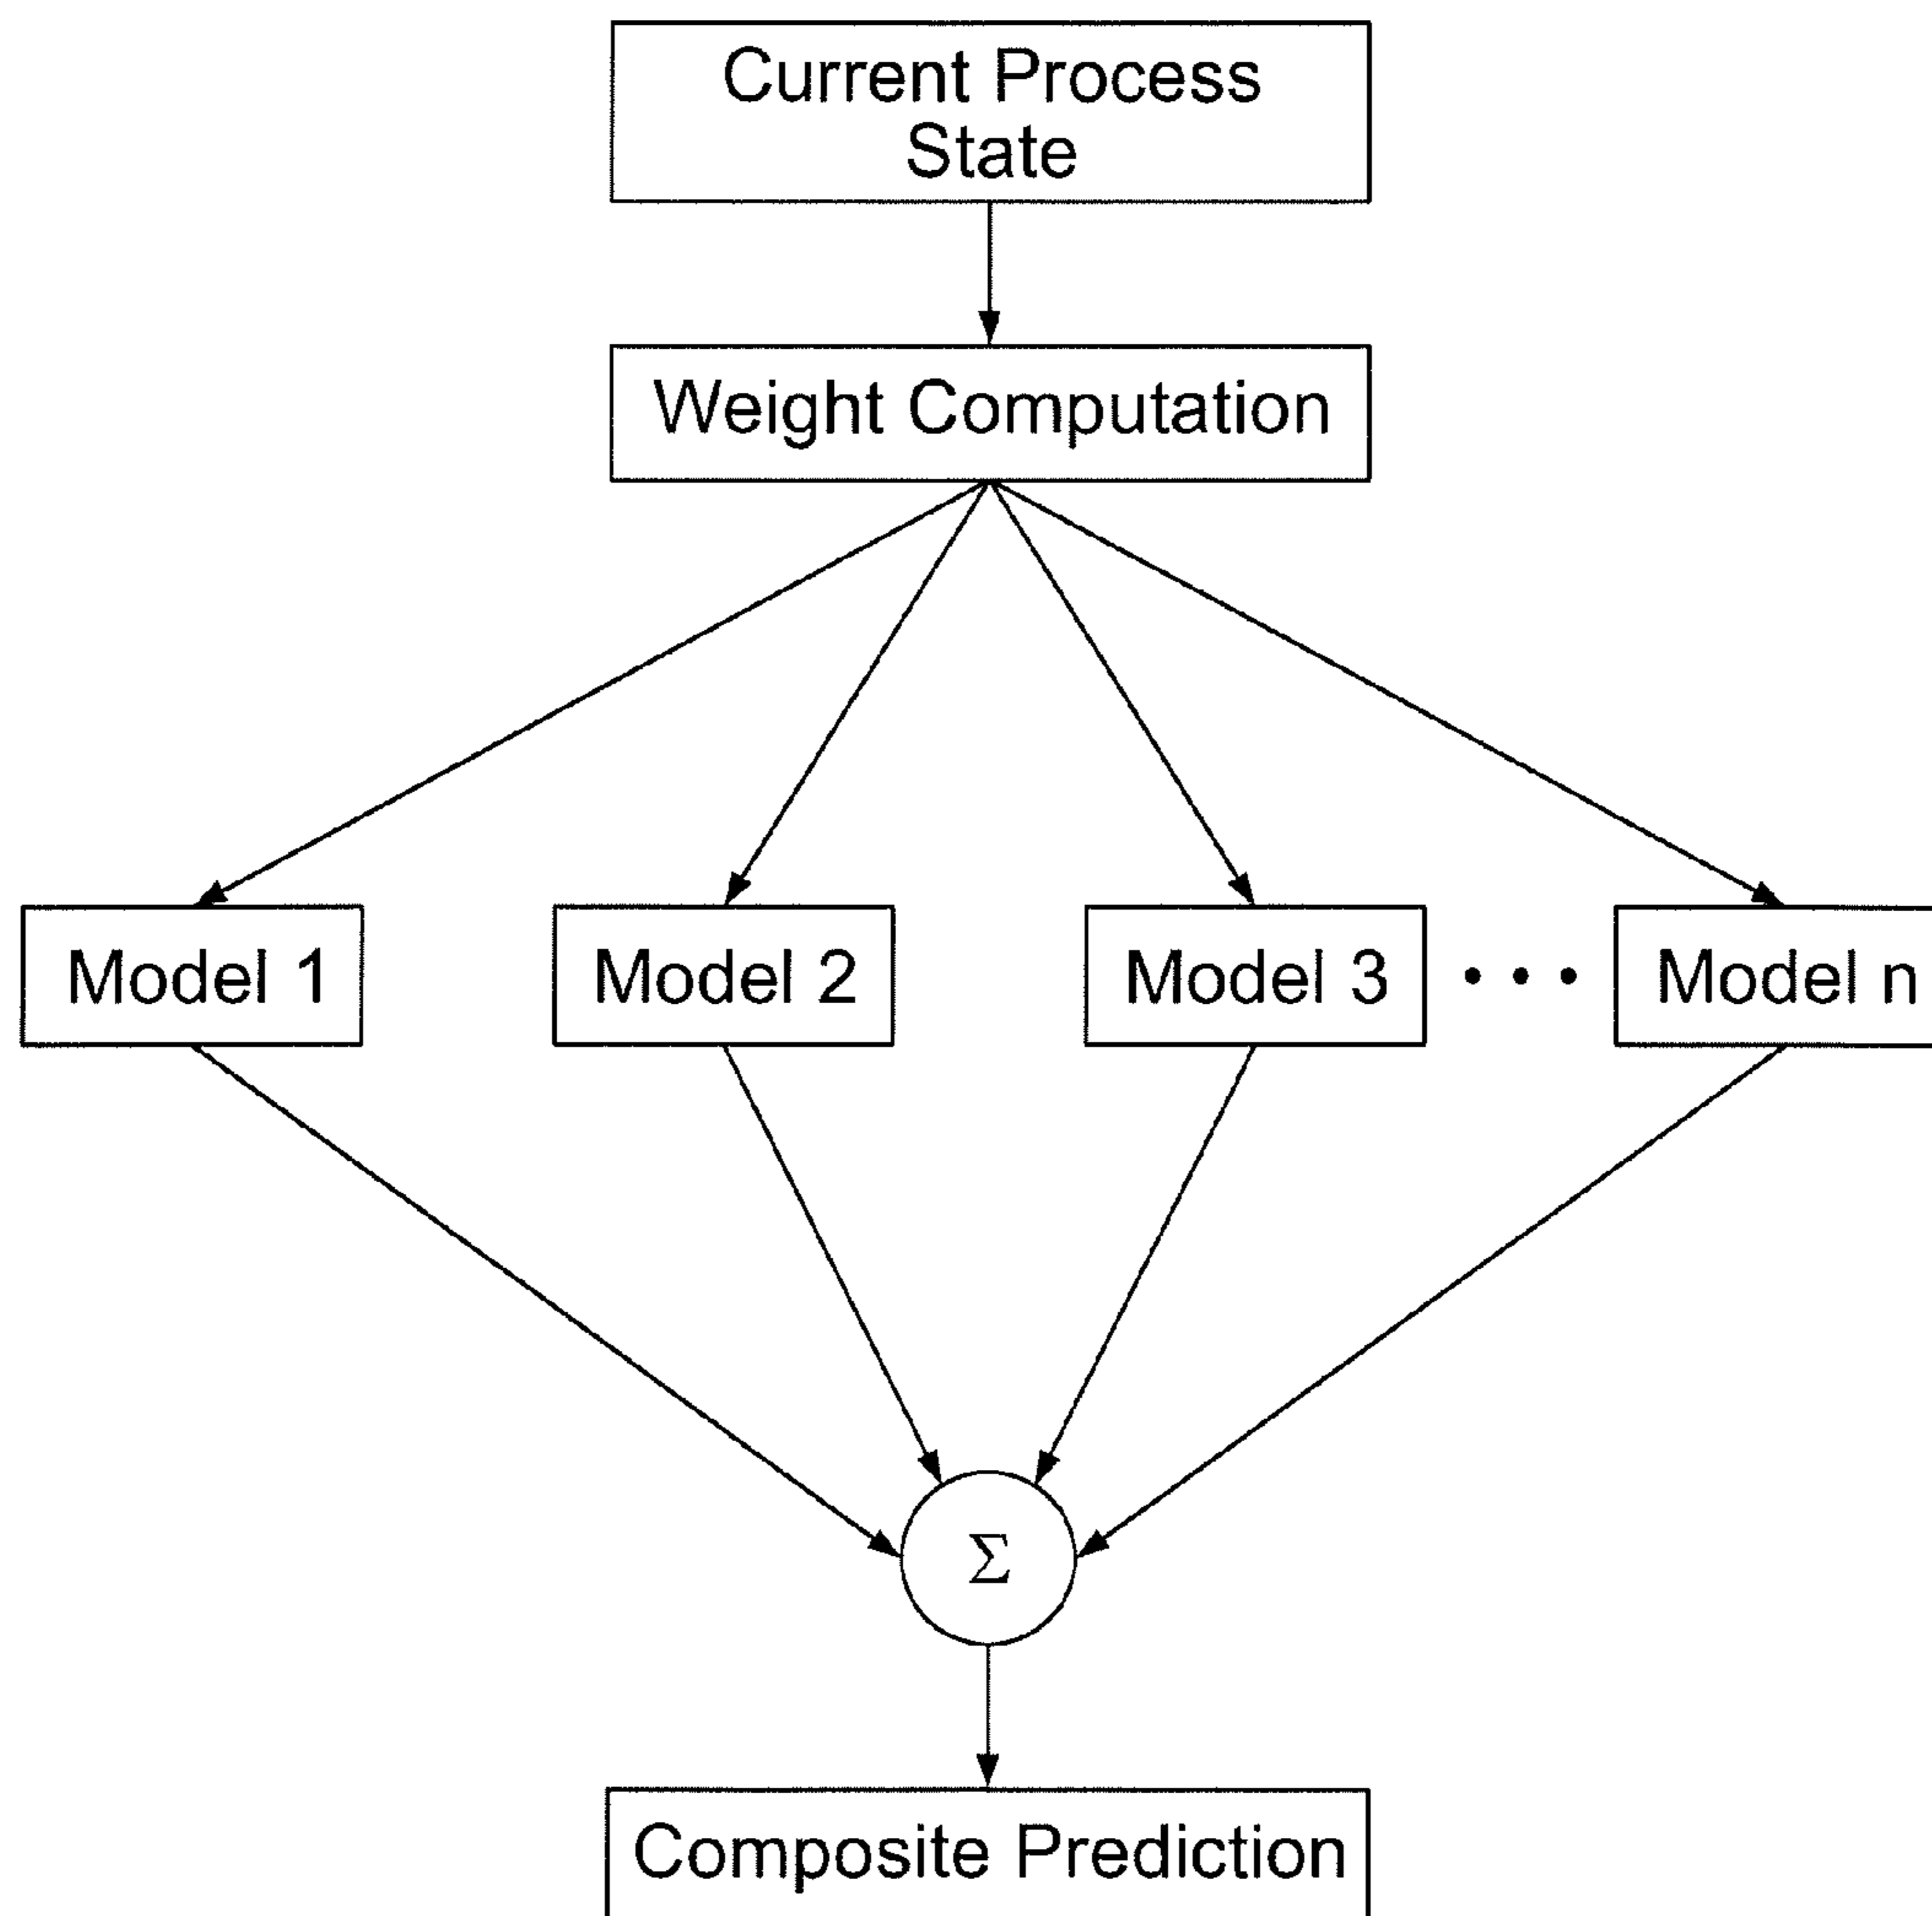 Current Process
State
Weight Computation
Model 1
Model 2
Model 3
• • •
Model n
Σ
Composite Prediction